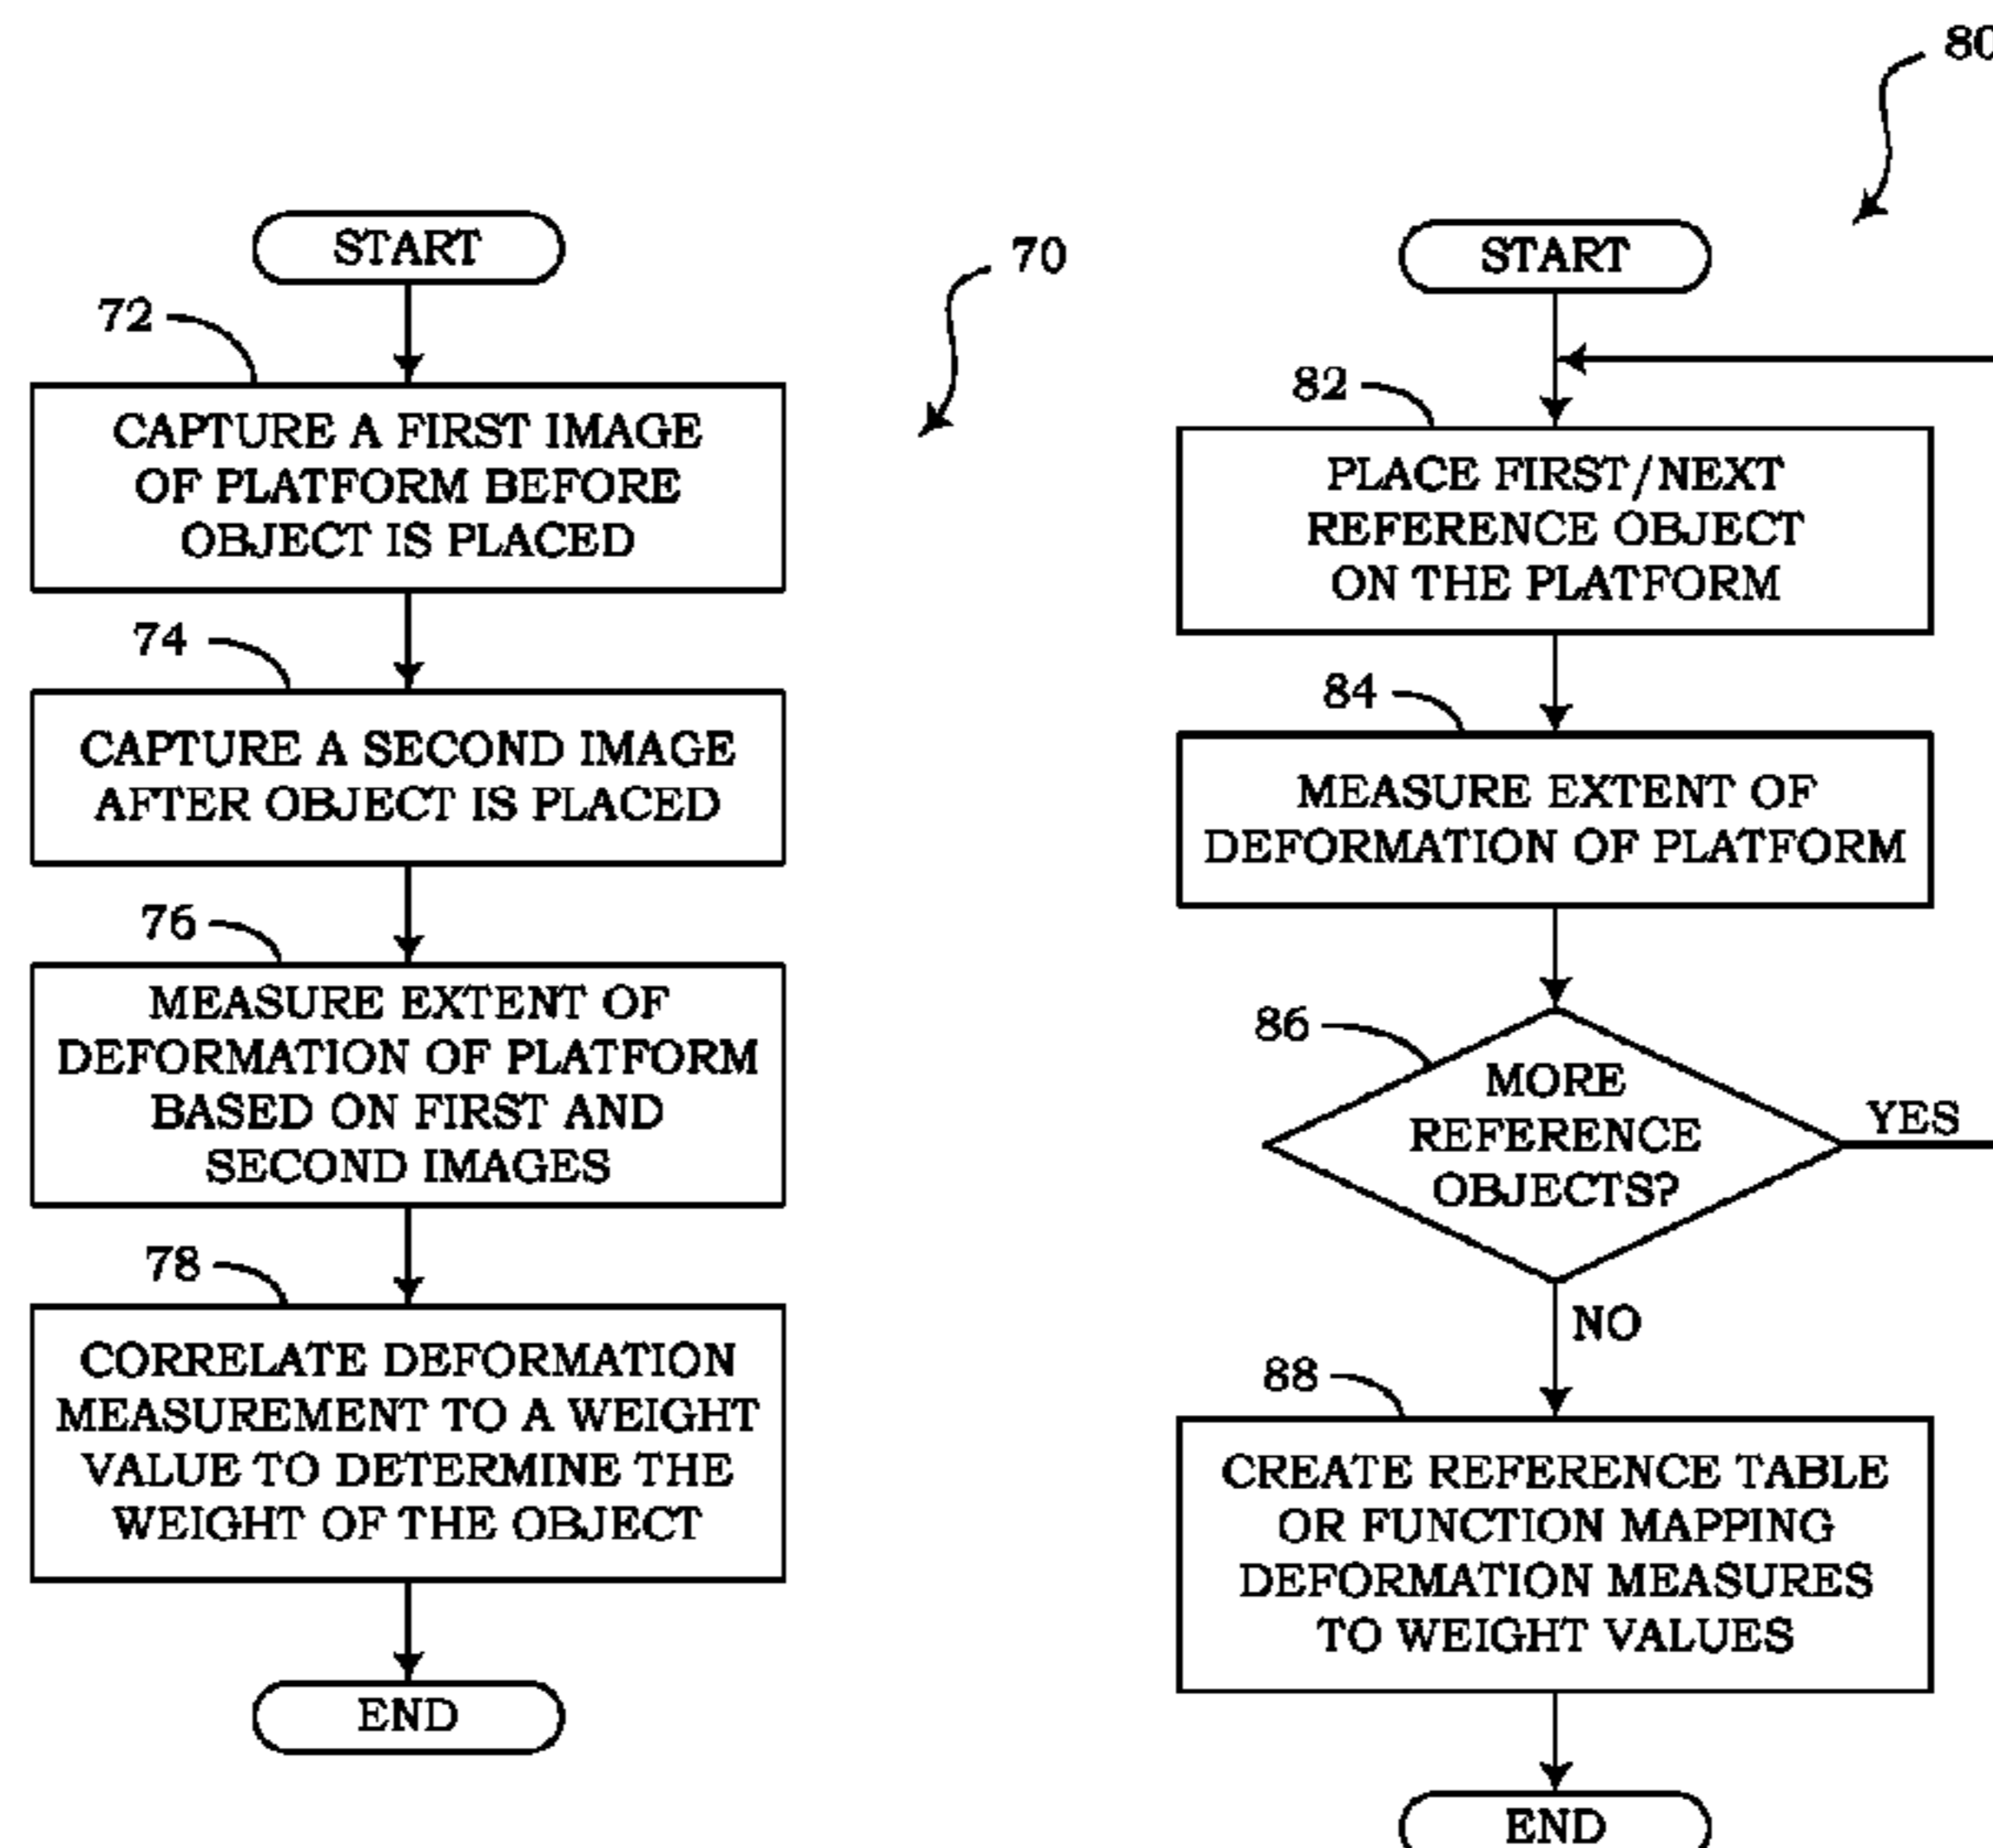 START
70
72
CAPTURE A FIRST IMAGE
OF PLATFORM BEFORE
OBJECT IS PLACED
74
CAPTURE A SECOND IMAGE
AFTER OBJECT IS PLACED
76
MEASURE EXTENT OF
DEFORMATION OF PLATFORM
BASED ON FIRST AND
SECOND IMAGES
78
CORRELATE DEFORMATION
MEASUREMENT TO A WEIGHT
VALUE TO DETERMINE THE
WEIGHT OF THE OBJECT
END
80
START
82
PLACE FIRST/NEXT
REFERENCE OBJECT
ON THE PLATFORM
84
MEASURE EXTENT OF
DEFORMATION OF PLATFORM
86
MORE
REFERENCE
OBJECTS?
YES
NO
88
CREATE REFERENCE TABLE
OR FUNCTION MAPPING
DEFORMATION MEASURES
TO WEIGHT VALUES
END